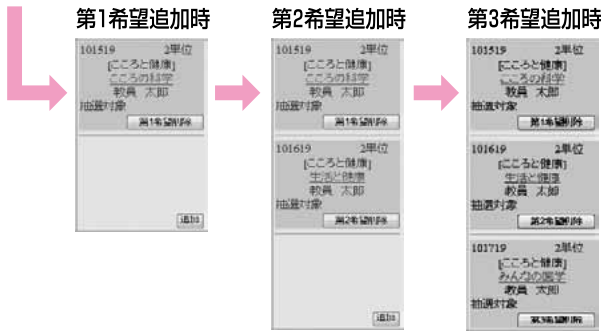 第1希望追加時
101519 2単位
[こころと健康]
こころの科学
教員 太郎
抽選対象
第1希望削除
追加
第2希望追加時
101519 2単位
[こころと健康]
こころの科学
教員 太郎
抽選対象
第1希望削除
101619 2単位
[こころと健康]
生活と健康
教員 太郎
抽選対象
第2希望削除
追加
第3希望追加時
101519 2単位
[こころと健康]
こころの科学
教員 太郎
抽選対象
第1希望削除
101619 2単位
[こころと健康]
生活と健康
教員 太郎
抽選対象
第2希望削除
101719 2単位
[こころと健康]
みんなの医学
教員 太郎
抽選対象
第3希望削除